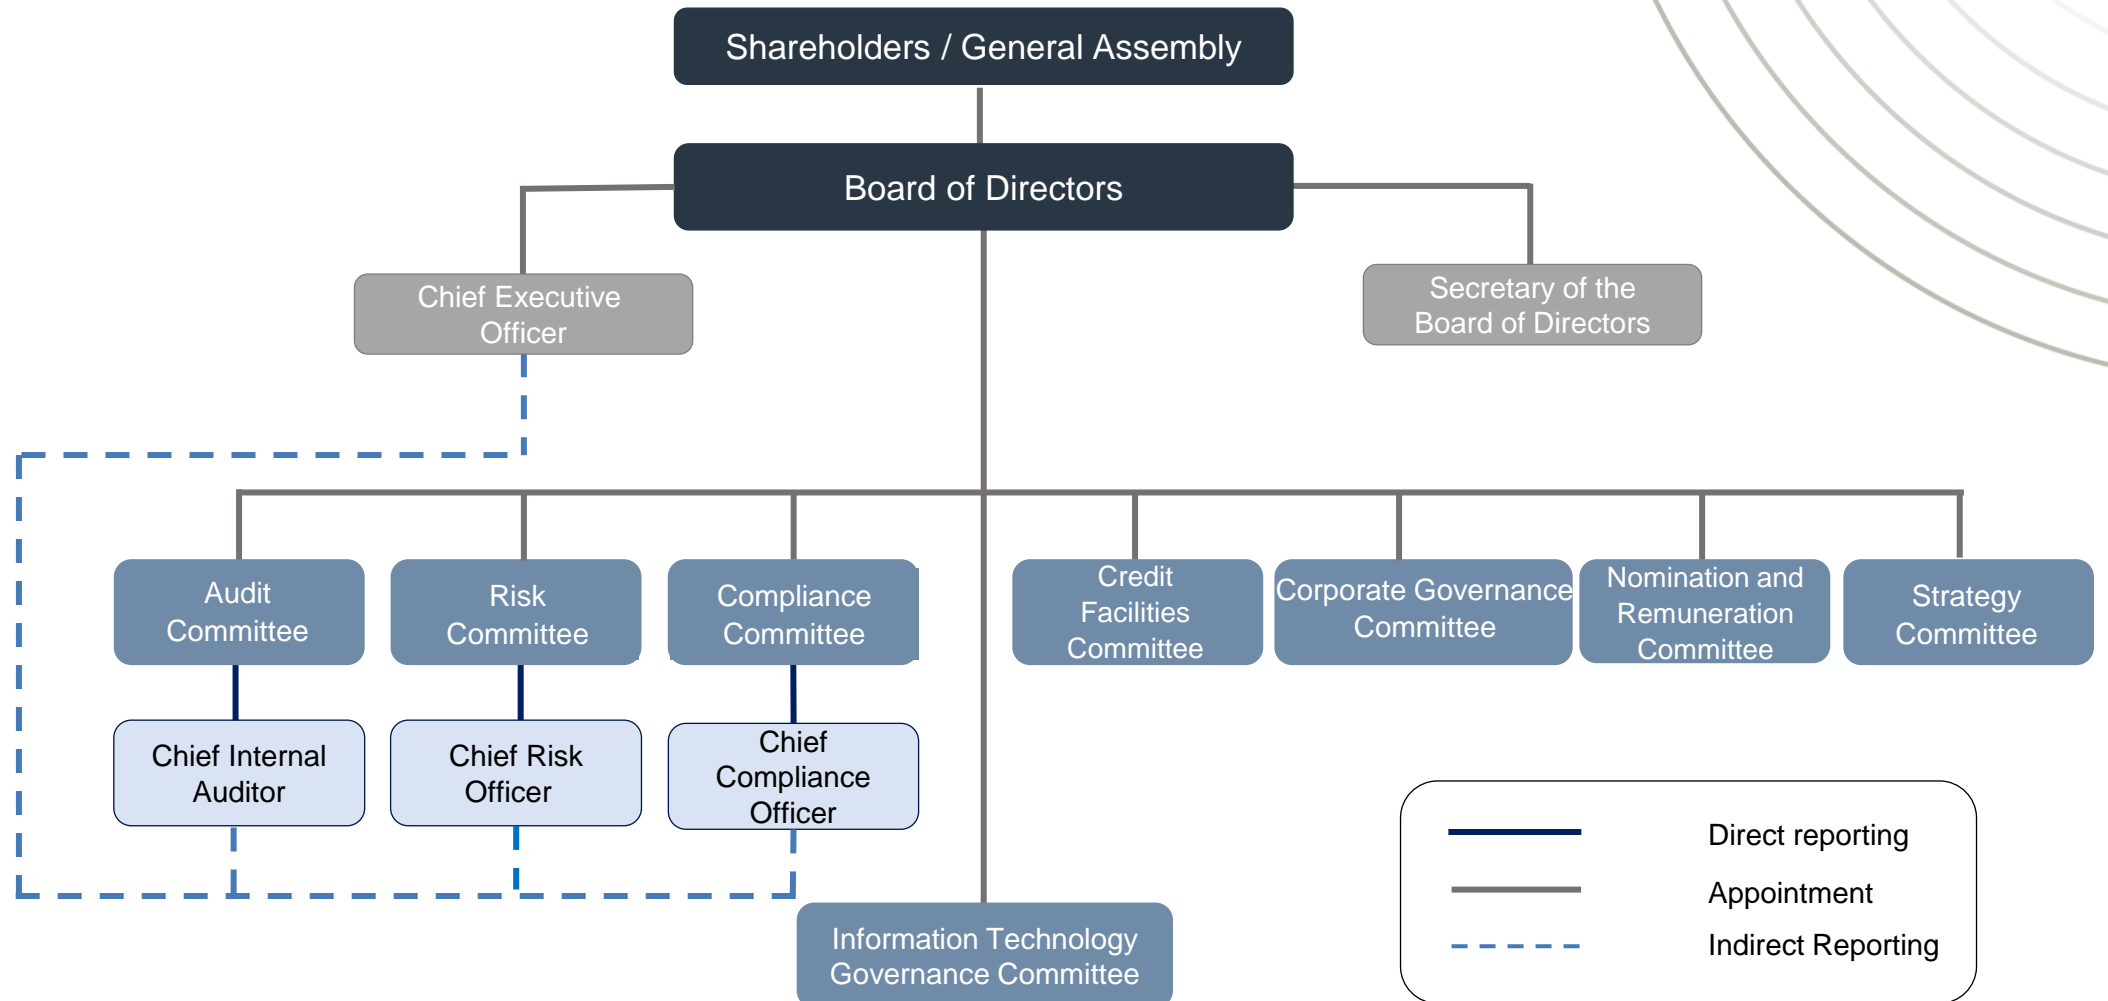 Shareholders / General Assembly
Board of Directors
Chief Executive
Officer
Secretary of the
Board of Directors
Audit
Committee
Risk
Committee
Compliance
Committee
Credit
Facilities
Committee
Corporate Governance
Committee
Nomination and
Remuneration
Committee
Strategy
Committee
Chief Internal
Auditor
Chief Risk
Officer
Chief
Compliance
Officer
Information Technology
Governance Committee
Direct reporting
Appointment
Indirect Reporting